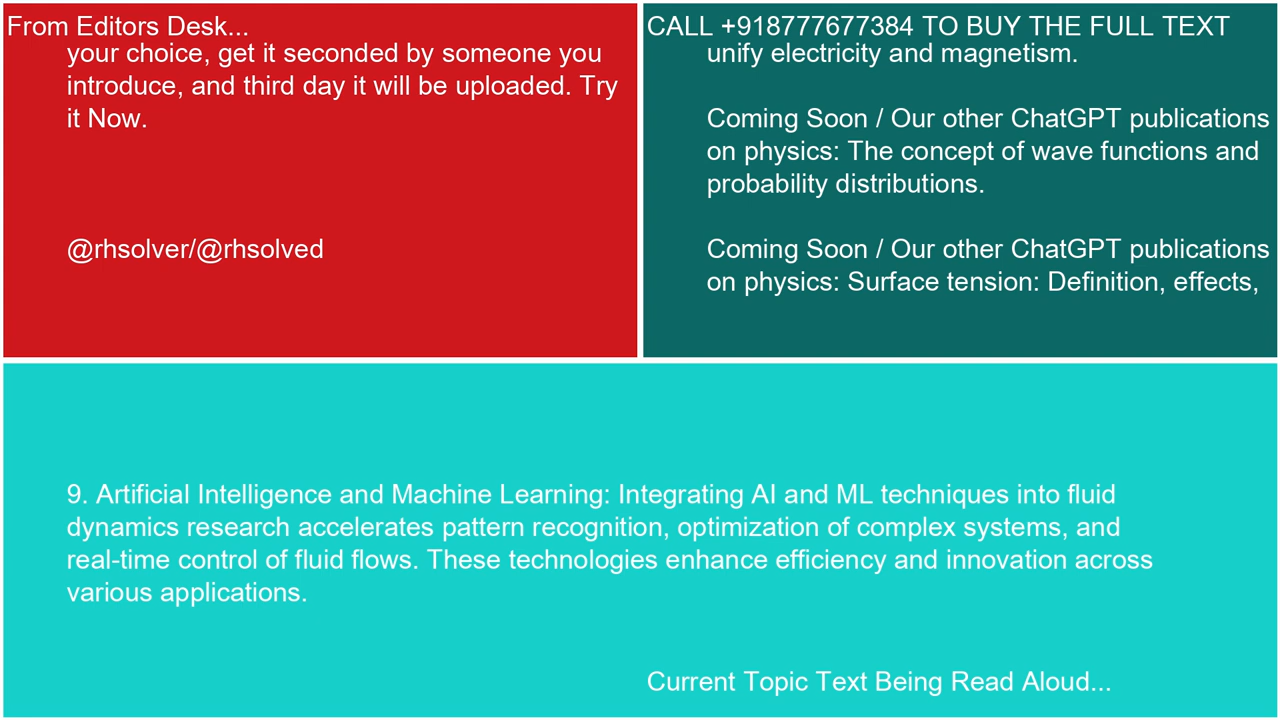 From Editors Desk...
your choice, get it seconded by someone you
introduce, and third day it will be uploaded. Try
it Now.
@rhsolver/@rhsolved
CALL +918777677384 TO BUY THE FULL TEXT
unify electricity and magnetism.
Coming Soon / Our other ChatGPT publications
on physics: The concept of wave functions and
probability distributions.
Coming Soon / Our other ChatGPT publications
on physics: Surface tension: Definition, effects,
9. Artificial Intelligence and Machine Learning: Integrating AI and ML techniques into fluid
dynamics research accelerates pattern recognition, optimization of complex systems, and
real-time control of fluid flows. These technologies enhance efficiency and innovation across
various applications.
Current Topic Text Being Read Aloud...